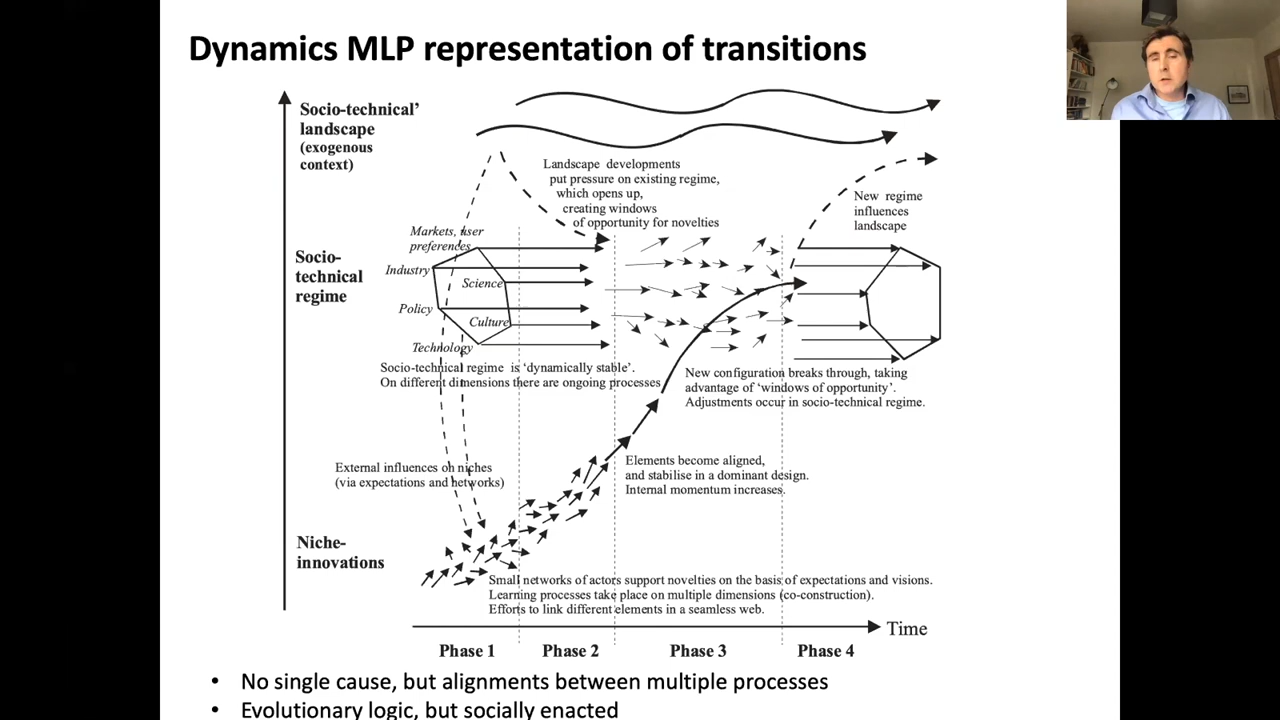 Dynamics MLP representation of transitions
Socio-technical’
landscape
(exogenous
context)
Landscape developments
put pressure on existing regime,
which opens up,
creating windows
of opportunity for novelties
New regime
influences
landscape
Markets, user
preferences
Socio-
technical
regime
Industry
Science
Policy
Culture
Technology
Socio-technical regime is ‘dynamically stable’.
On different dimensions there are ongoing processes
New configuration breaks through, taking
advantage of ‘windows of opportunity’.
Adjustments occur in socio-technical regime.
External influences on niches
(via expectations and networks)
Elements become aligned,
and stabilise in a dominant design.
Internal momentum increases.
Niche-
innovations
Small networks of actors support novelties on the basis of expectations and visions.
Learning processes take place on multiple dimensions (co-construction).
Efforts to link different elements in a seamless web.
Time
Phase 1
Phase 2
Phase 3
Phase 4
• No single cause, but alignments between multiple processes
• Evolutionary logic, but socially enacted